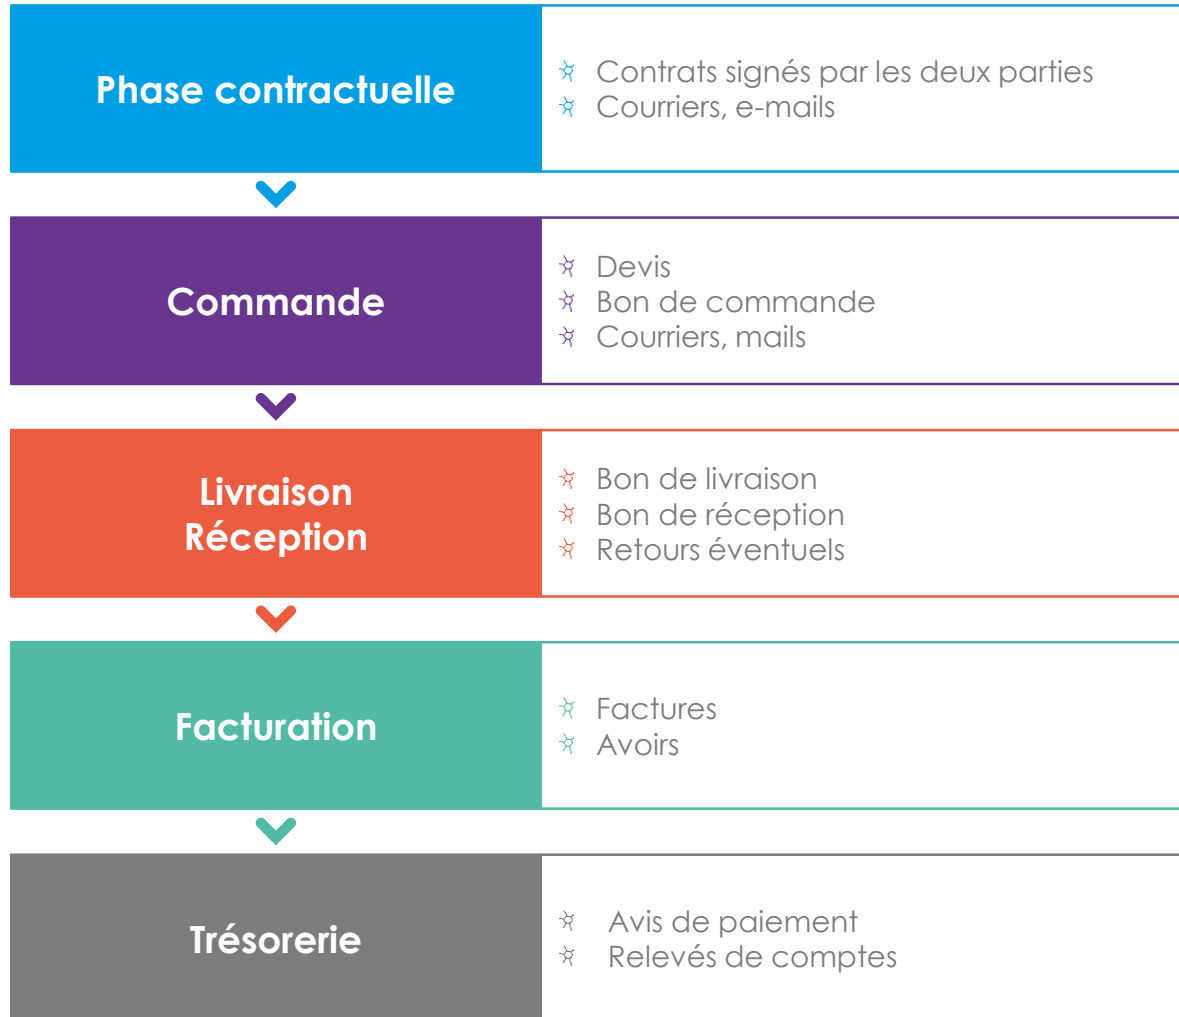 Phase contractuelle
Contrats signés par les deux parties
Courriers, e-mails
Commande
Devis
Bon de commande
Courriers, mails
Livraison
Réception
Bon de livraison
Bon de réception
Retours éventuels
Facturation
Factures
Avoirs
Trésorerie
Avis de paiement
Relevés de comptes